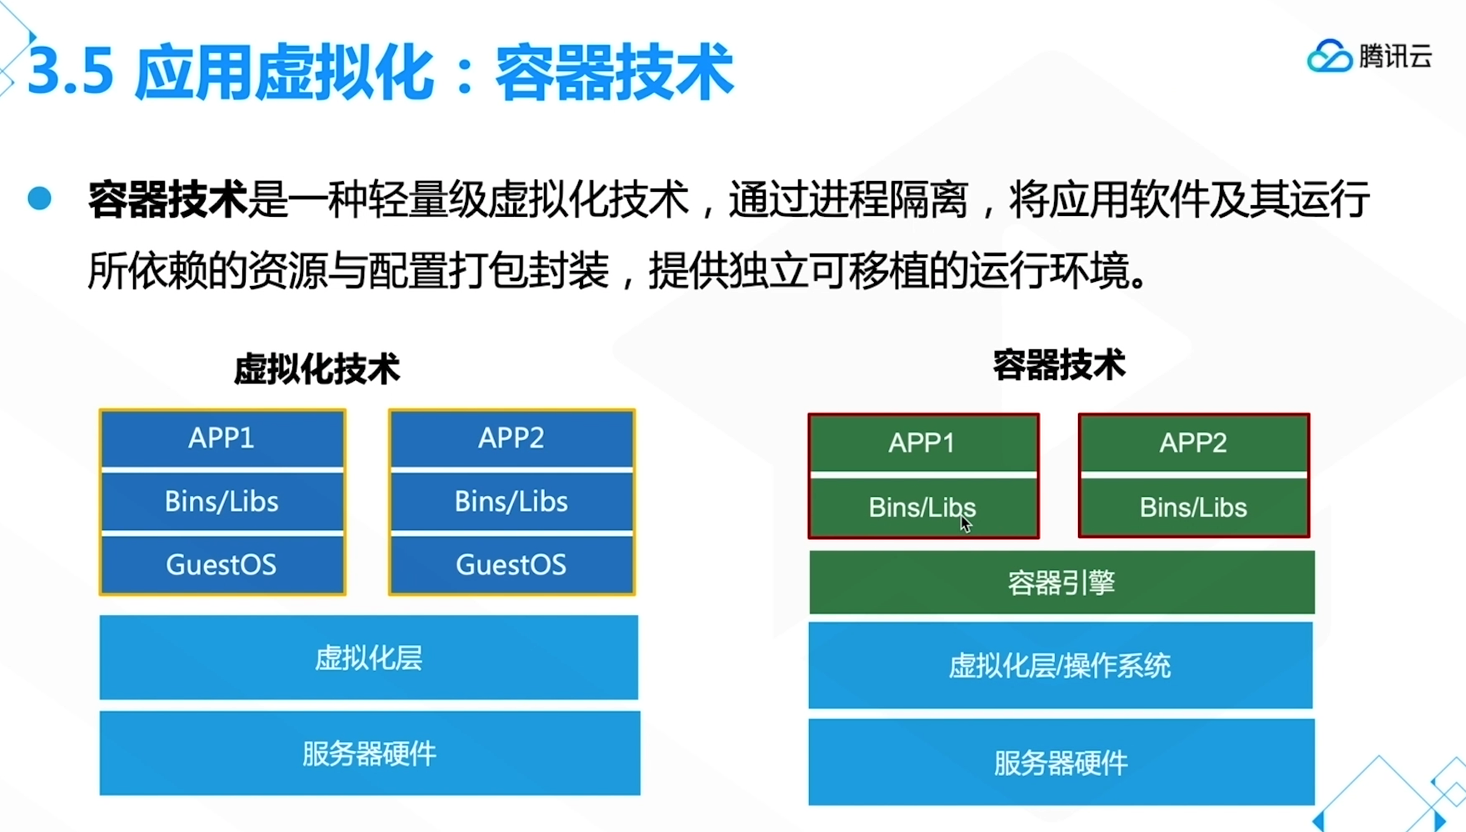 3.5 应用虚拟化：容器技术
腾讯云
容器技术是一种轻量级虚拟化技术，通过进程隔离，将应用软件及其运行
所依赖的资源与配置打包封装，提供独立可移植的运行环境。
虚拟化技术
APP1
APP2
Bins/Libs
Bins/Libs
GuestOS
GuestOS
虚拟化层
服务器硬件
容器技术
APP1
APP2
Bins/Libs
Bins/Libs
容器引擎
虚拟化层/操作系统
服务器硬件